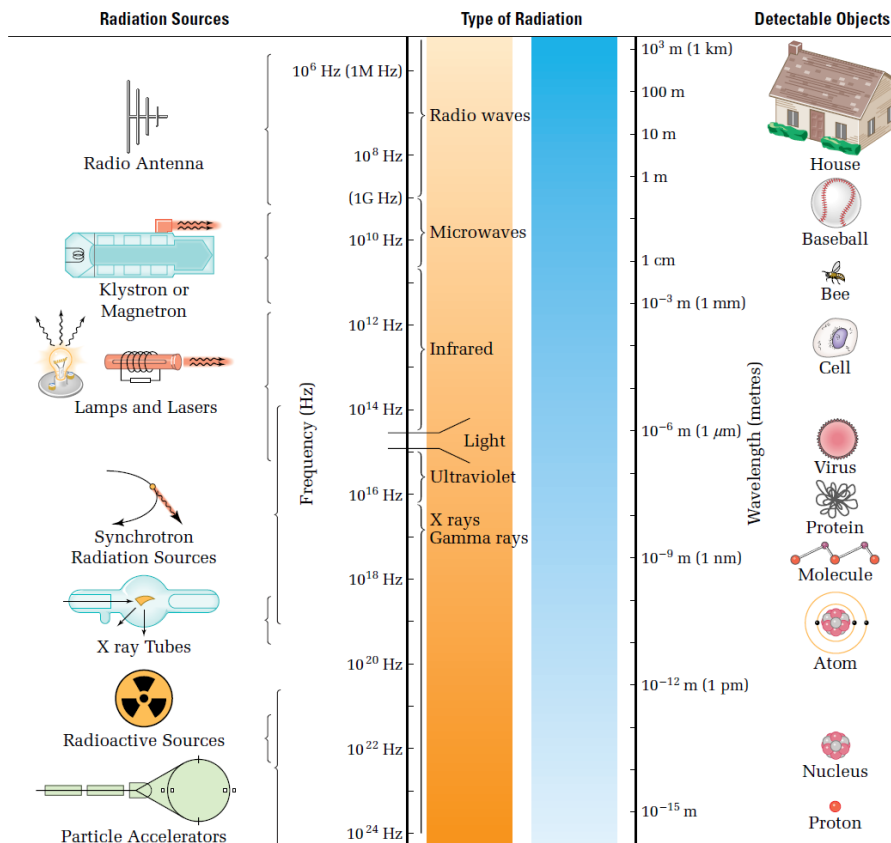 Radiation Sources
Type of Radiation
Detectable Objects
Radio Antenna
Klystron or
Magnetron
Lamps and Lasers
Synchrotron
Radiation Sources
X ray Tubes
Radioactive Sources
Particle Accelerators
Frequency (Hz)
10⁶ Hz (1M Hz)
10⁸ Hz
(1G Hz)
10¹⁰ Hz
10¹² Hz
10¹⁴ Hz
10¹⁶ Hz
10¹⁸ Hz
10²⁰ Hz
10²² Hz
10²⁴ Hz
Radio waves
Microwaves
Infrared
Light
Ultraviolet
X rays
Gamma rays
10³ m (1 km)
100 m
10 m
1 m
1 cm
10⁻³ m (1 mm)
10⁻⁶ m (1 μm)
10⁻⁹ m (1 nm)
10⁻¹² m (1 pm)
10⁻¹⁵ m
Wavelength (metres)
House
Baseball
Bee
Cell
Virus
Protein
Molecule
Atom
Nucleus
Proton